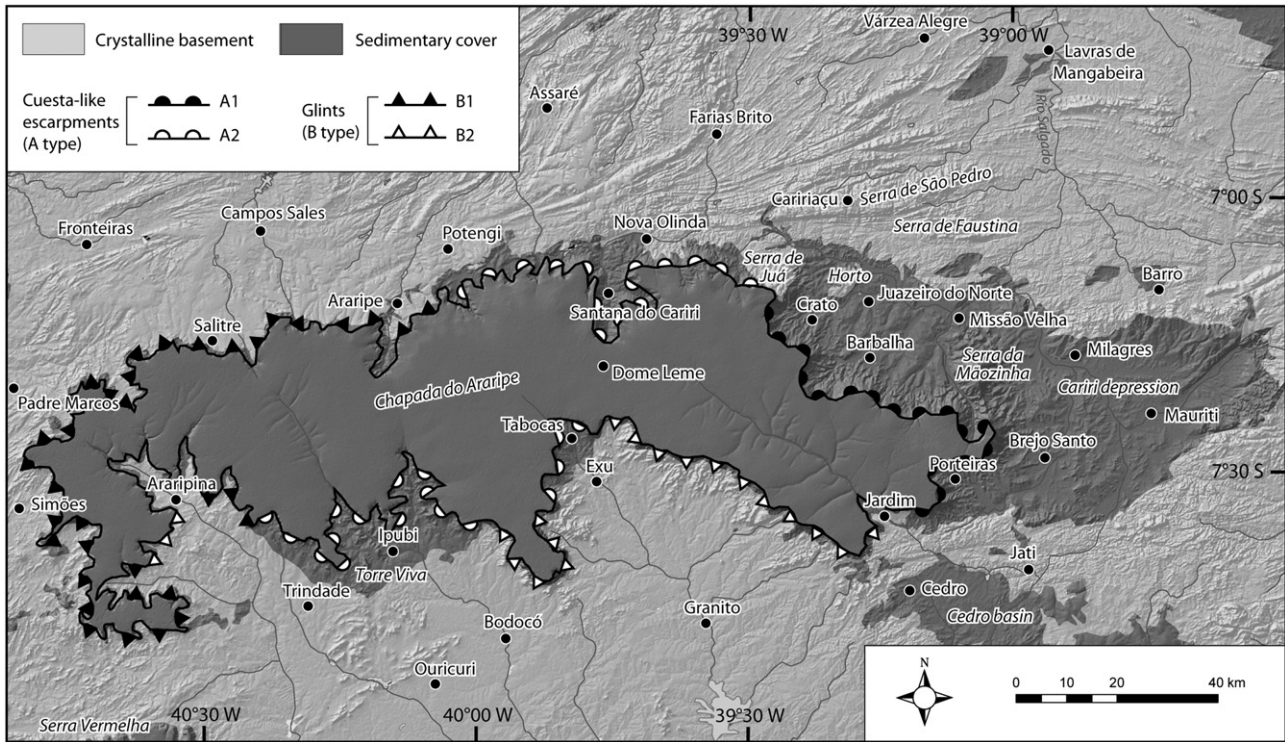 Crystalline basement
Sedimentary cover
Cuesta-like
escarpments
(A type)
A1
A2
Glints
(B type)
B1
B2
39°30 W
Várzea Alegre
39°00 W
Lavras de
Mangabeira
Assaré
Farias Brito
Rio Salgado
Caririaçu
Serra de São Pedro
7°00 S
Fronteiras
Campos Sales
Potengi
Nova Olinda
Serra de Faustina
Serra de
Juá
Horto
Barro
Araripe
Santana do Cariri
Crato
Juazeiro do Norte
Missão Velha
Salitre
Barbalha
Serra da
Mãozinha
Milagres
Dome Leme
Cariri depression
Padre Marcos
Chapada do Araripe
Mauriti
Tabocas
Brejo Santo
Exu
Porteiras
7°30 S
Araripina
Simões
Jardim
Ipubi
Torre Viva
Jati
Trindade
Cedro
Cedro basin
Granito
Bodocó
Ouricuri
N
0 10 20 40 km
40°30 W
40°00 W
39°30 W
Serra Vermelha